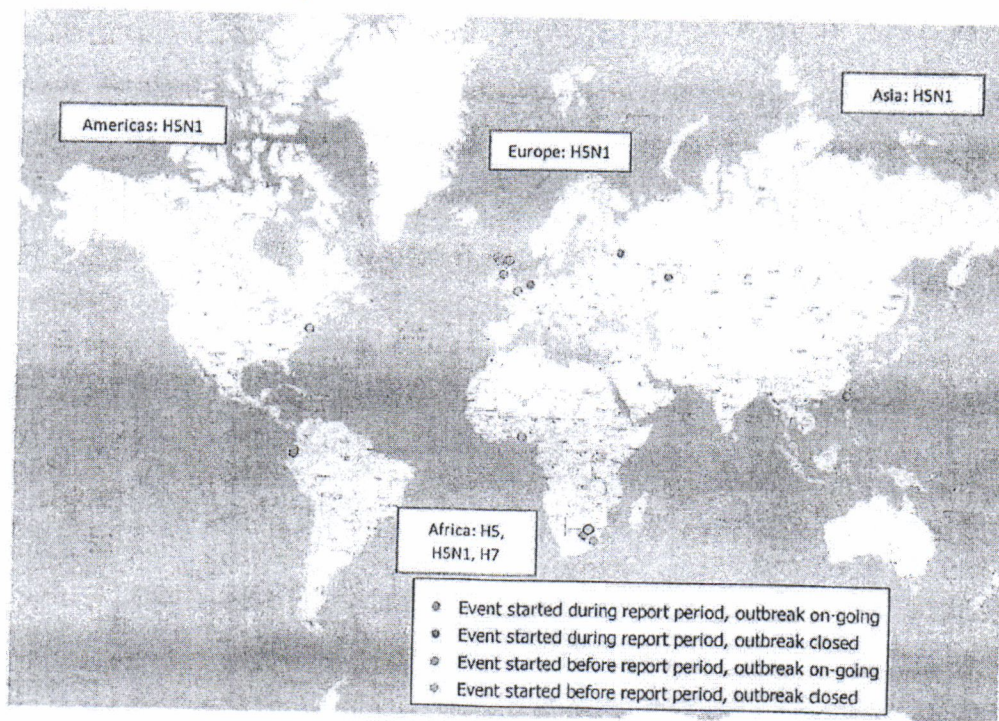 Americas: H5N1
Europe: H5N1
Asia: H5N1
Africa: H5,
H5N1, H7
Event started during report period, outbreak on-going
Event started during report period, outbreak closed
Event started before report period, outbreak on-going
Event started before report period, outbreak closed